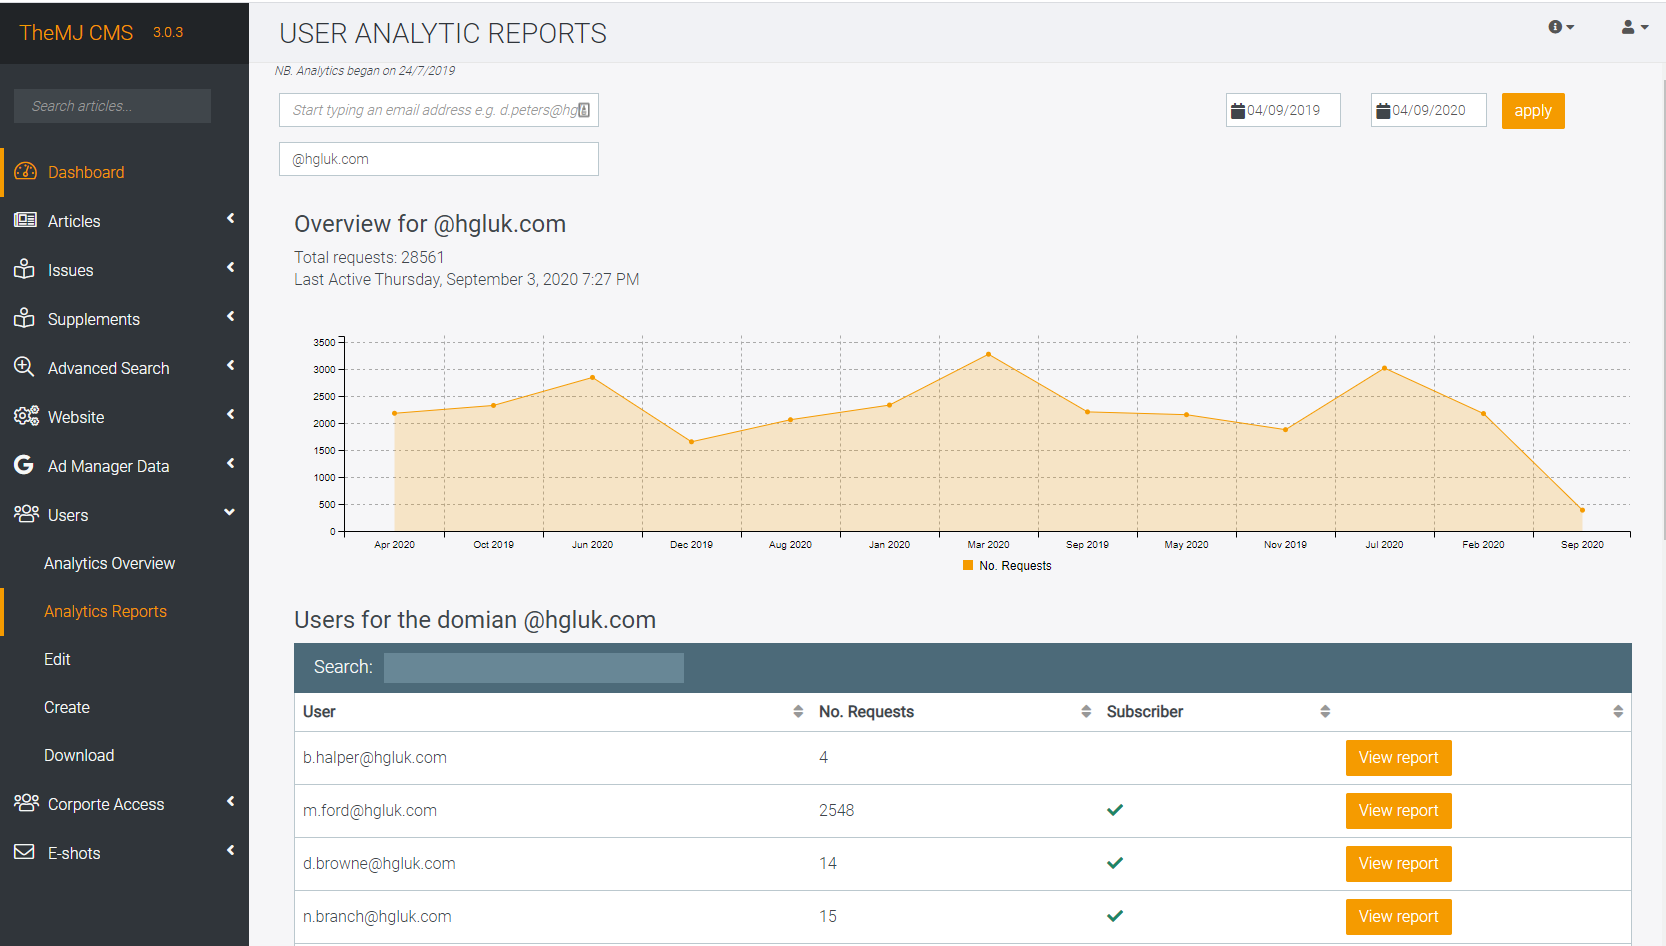 TheMJ CMS 3.0.3
USER ANALYTIC REPORTS
NB. Analytics began on 24/7/2019
Search articles...
Start typing an email address e.g. d.peters@hg
04/09/2019
04/09/2020
apply
@hgluk.com
Dashboard
Articles
Issues
Supplements
Advanced Search
Website
Ad Manager Data
Users
Analytics Overview
Analytics Reports
Edit
Create
Download
Corporte Access
E-shots
Overview for @hgluk.com
Total requests: 28561
Last Active Thursday, September 3, 2020 7:27 PM
3500
3000
2500
2000
1500
1000
500
0
Apr 2020 Oct 2019 Jun 2020 Dec 2019 Aug 2020 Jan 2020 Mar 2020 Sep 2019 May 2020 Nov 2019 Jul 2020 Feb 2020 Sep 2020
No. Requests
Users for the domian @hgluk.com
Search:
User No. Requests Subscriber
b.halper@hgluk.com 4 View report
m.ford@hgluk.com 2548 View report
d.browne@hgluk.com 14 View report
n.branch@hgluk.com 15 View report